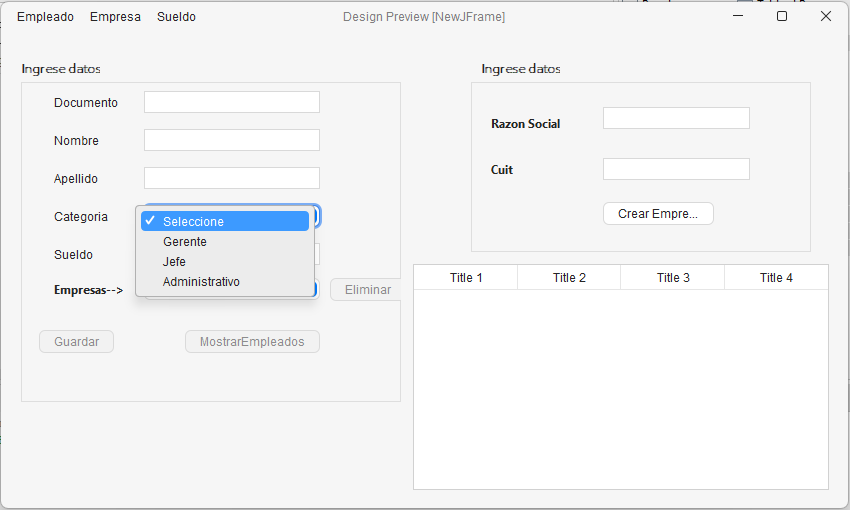 Empleado Empresa Sueldo Design Preview [NewJFrame]
Ingrese datos
Documento
Nombre
Apellido
Categoria
Seleccione
Gerente
Jefe
Administrativo
Sueldo
Empresas-->
Eliminar
Guardar MostrarEmpleados
Ingrese datos
Razon Social
Cuit
Crear Empre...
Title 1 Title 2 Title 3 Title 4